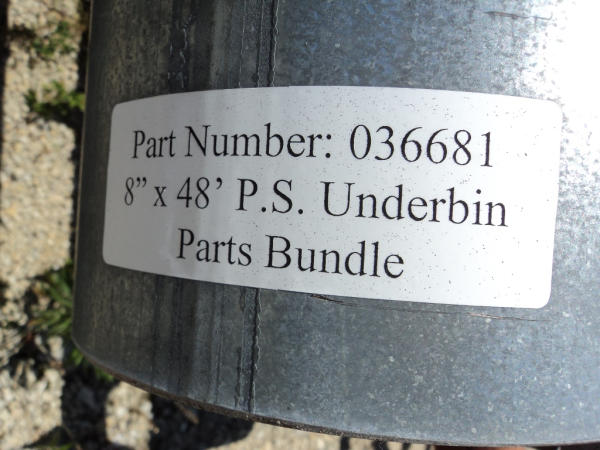 Part Number: 036681
8” x 48’ P.S. Underbin
Parts Bundle